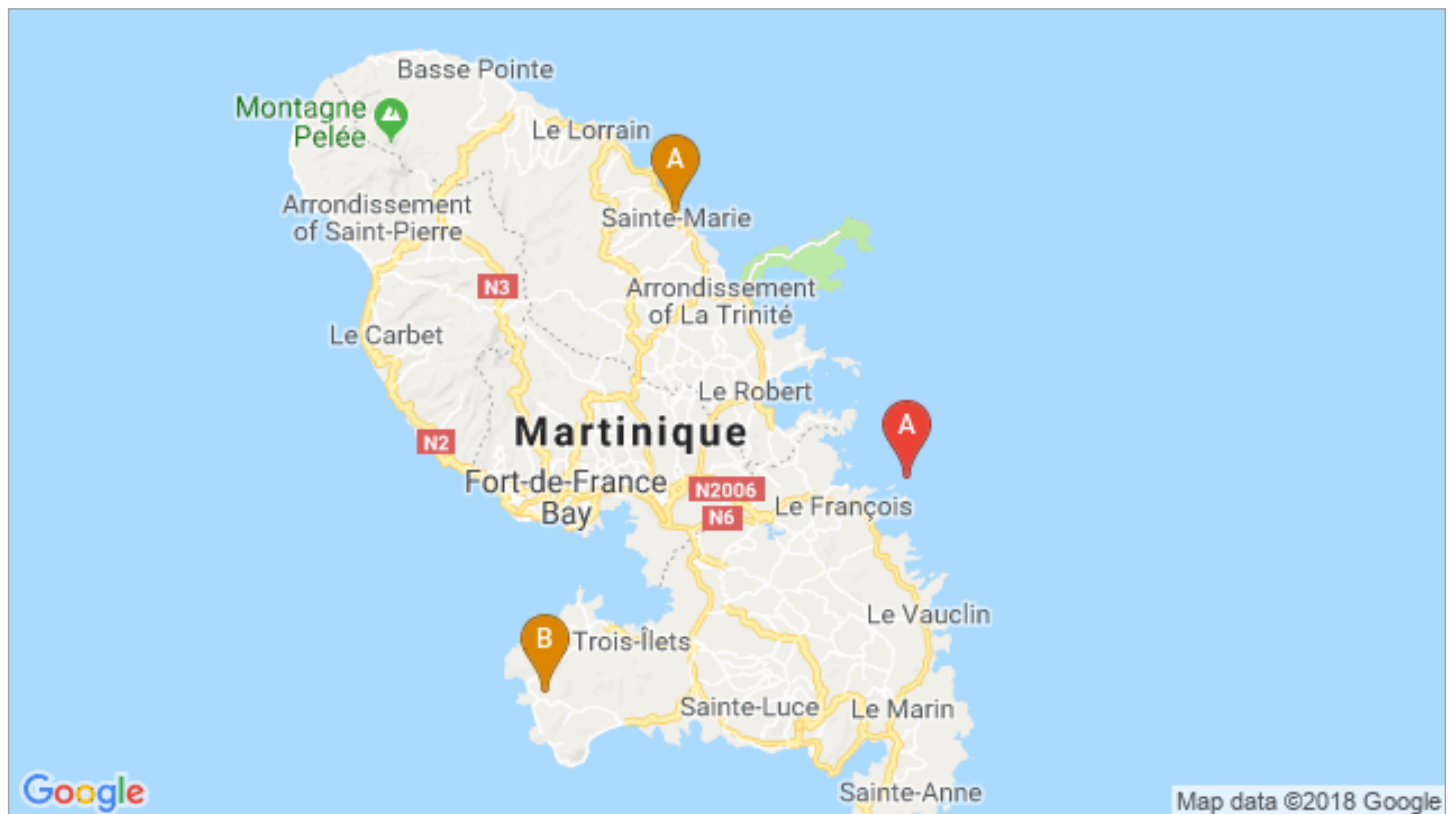 Basse Pointe
Montagne
Pelée
Le Lorrain
A
Arrondissement
of Saint-Pierre
Sainte-Marie
N3
Arrondissement
of La Trinité
Le Carbet
Le Robert
A
Martinique
N2
Fort-de-France
Bay
N2006
N6
Le François
Le Vauclin
B
Trois-Îlets
Sainte-Luce
Le Marin
Sainte-Anne
Google
Map data ©2018 Google